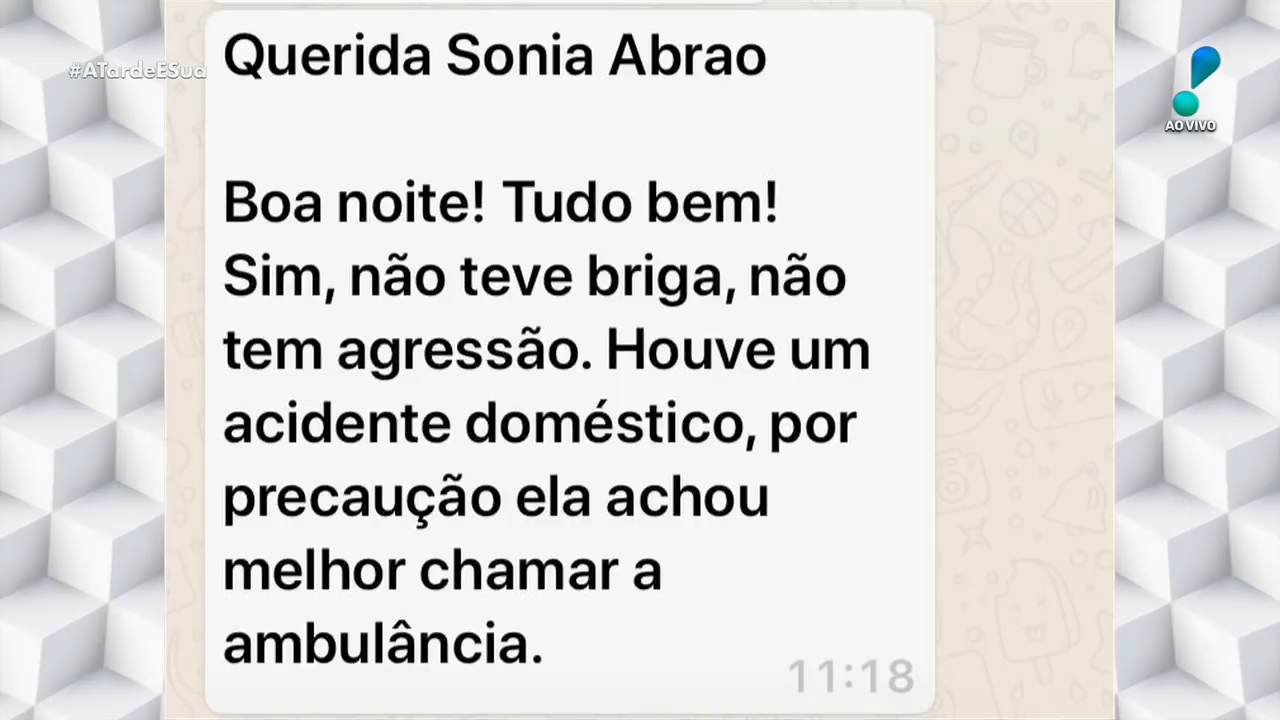 #ATardeESua
Querida Sonia Abrao
AO VIVO
Boa noite! Tudo bem!
Sim, não teve briga, não
tem agressão. Houve um
acidente doméstico, por
precaução ela achou
melhor chamar a
ambulância.
11:18